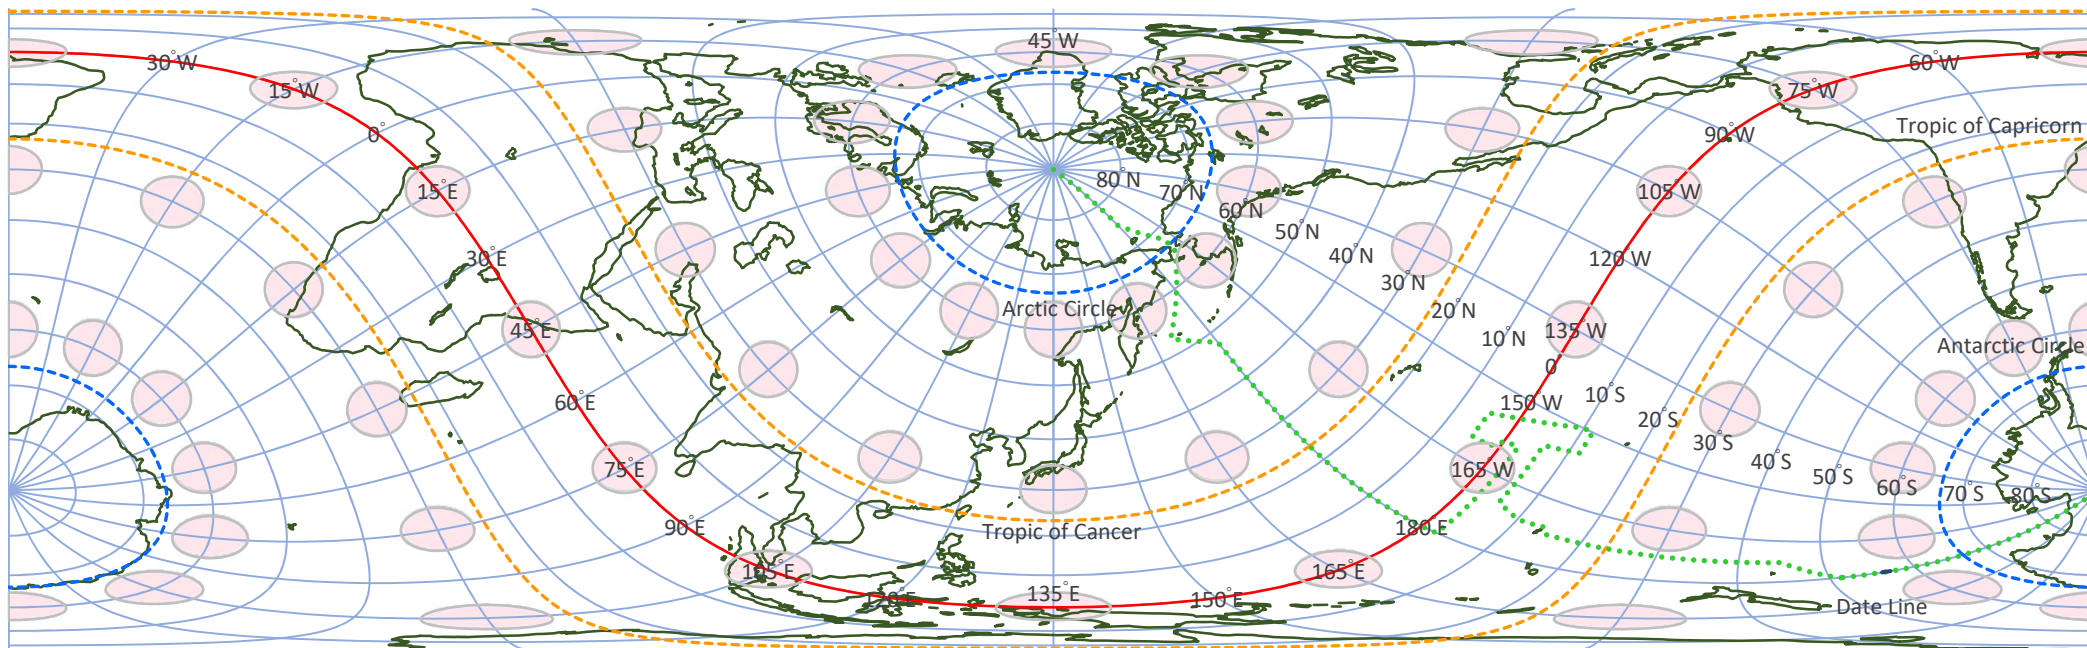 45°W
30°W
60°W
15°W
75°W
0°
Tropic of Capricorn
90°W
80°N
70°N
15°E
105°W
60°N
50°N
40°N
30°E
120°W
30°N
Arctic Circle
20°N
45°E
10°N
135°W
Antarctic Circle
0
10°S
60°E
150°W
20°S
30°S
40°S
75°E
165°W
50°S
60°S
70°S
80°S
90°E
Tropic of Cancer
180°E
105°E
165°E
120°E
135°E
150°E
Date Line